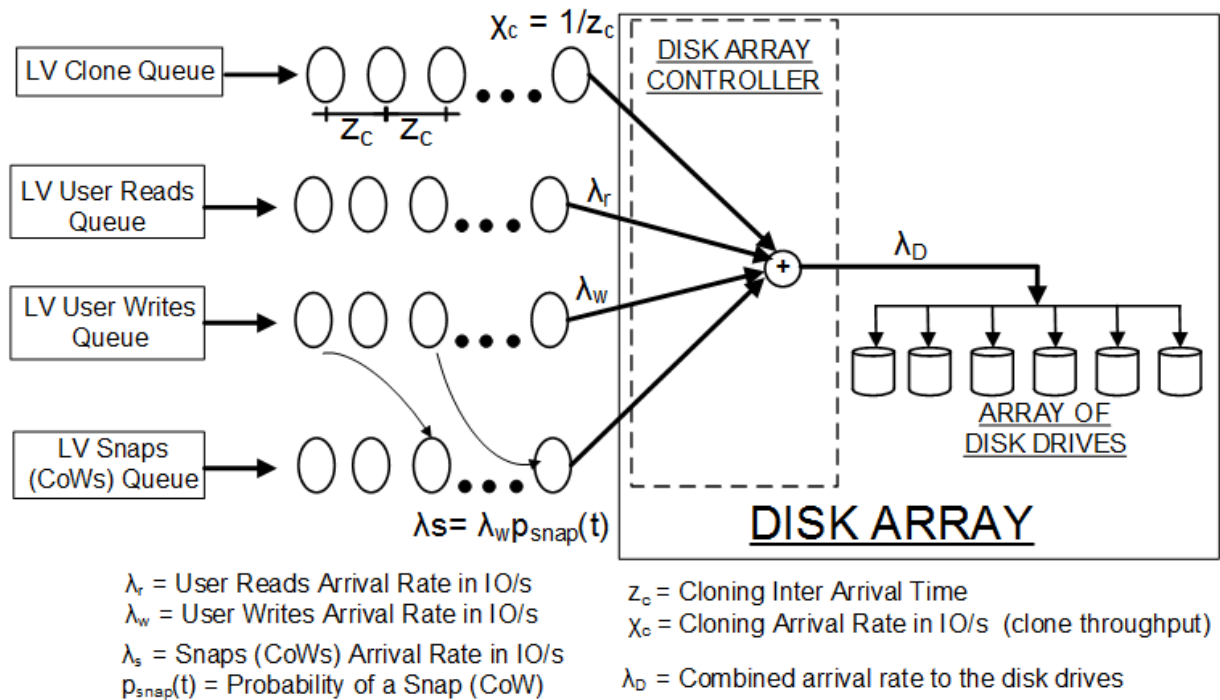 χc = 1/zc
DISK ARRAY
CONTROLLER
LV Clone Queue
zc zc
LV User Reads
Queue
λr
λD
+
LV User Writes
Queue
λw
ARRAY OF
DISK DRIVES
LV Snaps
(CoWs) Queue
λs= λwpsnap(t)
DISK ARRAY
λr = User Reads Arrival Rate in IO/s
λw = User Writes Arrival Rate in IO/s
λs = Snaps (CoWs) Arrival Rate in IO/s
psnap(t) = Probability of a Snap (CoW)
zc = Cloning Inter Arrival Time
χc = Cloning Arrival Rate in IO/s (clone throughput)
λD = Combined arrival rate to the disk drives